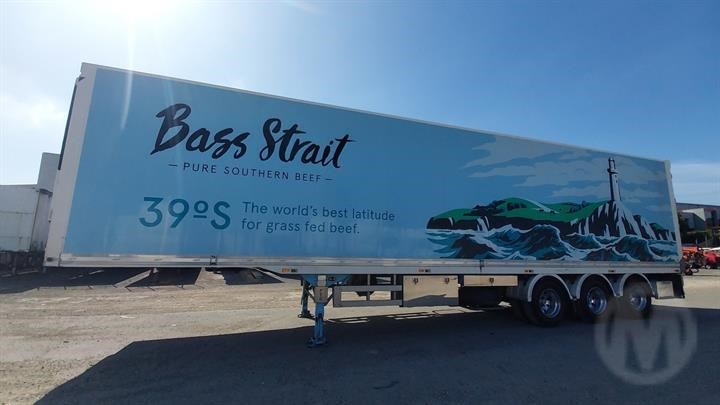 Bass Strait
— PURE SOUTHERN BEEF —
39ºS
The world's best latitude
for grass fed beef.
M